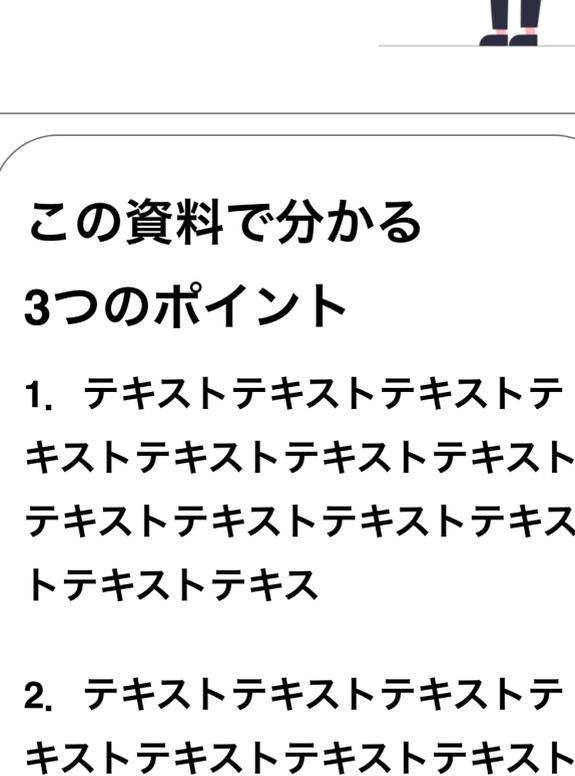 この資料で分かる
3つのポイント
1. テキストテキストテキストテ
キストテキストテキストテキスト
テキストテキストテキストテキス
トテキストテキス
2. テキストテキストテキストテ
キストテキストテキストテキスト